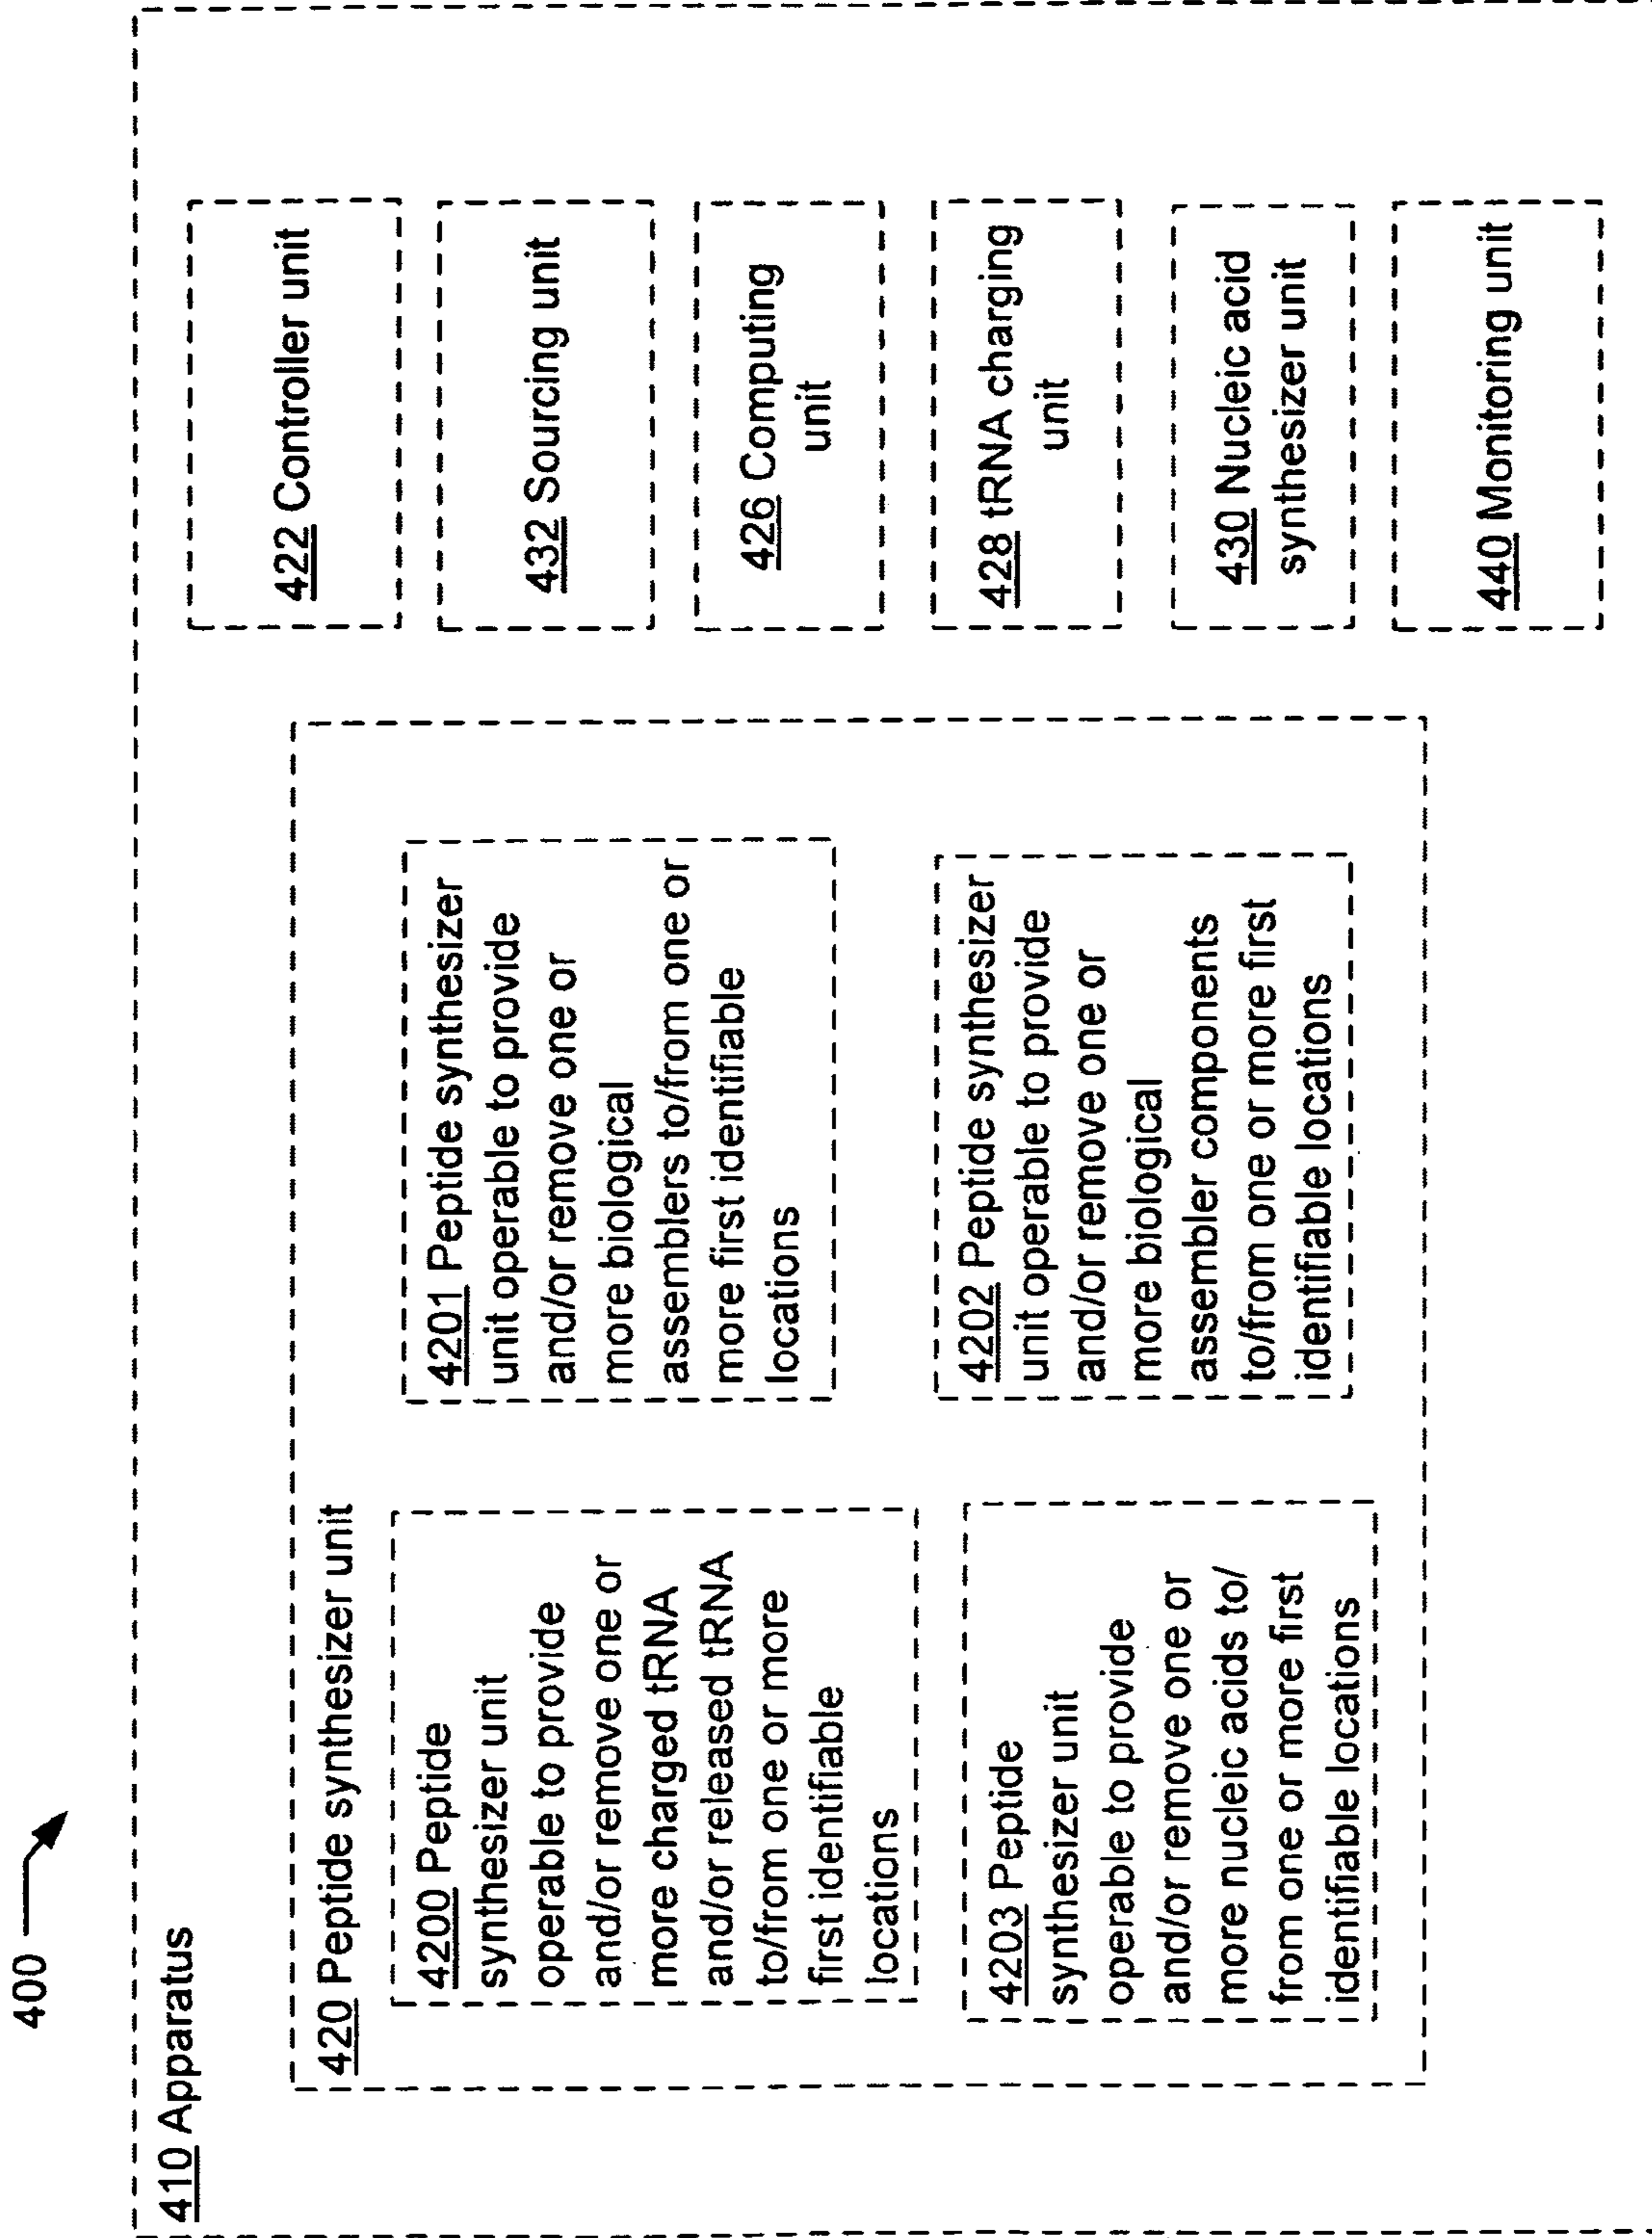 400
410 Apparatus
420 Peptide synthesizer unit
4200 Peptide
synthesizer unit
operable to provide
and/or remove one or
more charged tRNA
and/or released tRNA
to/from one or more
first identifiable
locations
4201 Peptide synthesizer
unit operable to provide
and/or remove one or
more biological
assemblers to/from one or
more first identifiable
locations
4203 Peptide
synthesizer unit
operable to provide
and/or remove one or
more nucleic acids to/
from one or more first
identifiable locations
4202 Peptide synthesizer
unit operable to provide
and/or remove one or
more biological
assembler components
to/from one or more first
identifiable locations
422 Controller unit
432 Sourcing unit
426 Computing
unit
428 tRNA charging
unit
430 Nucleic acid
synthesizer unit
440 Monitoring unit